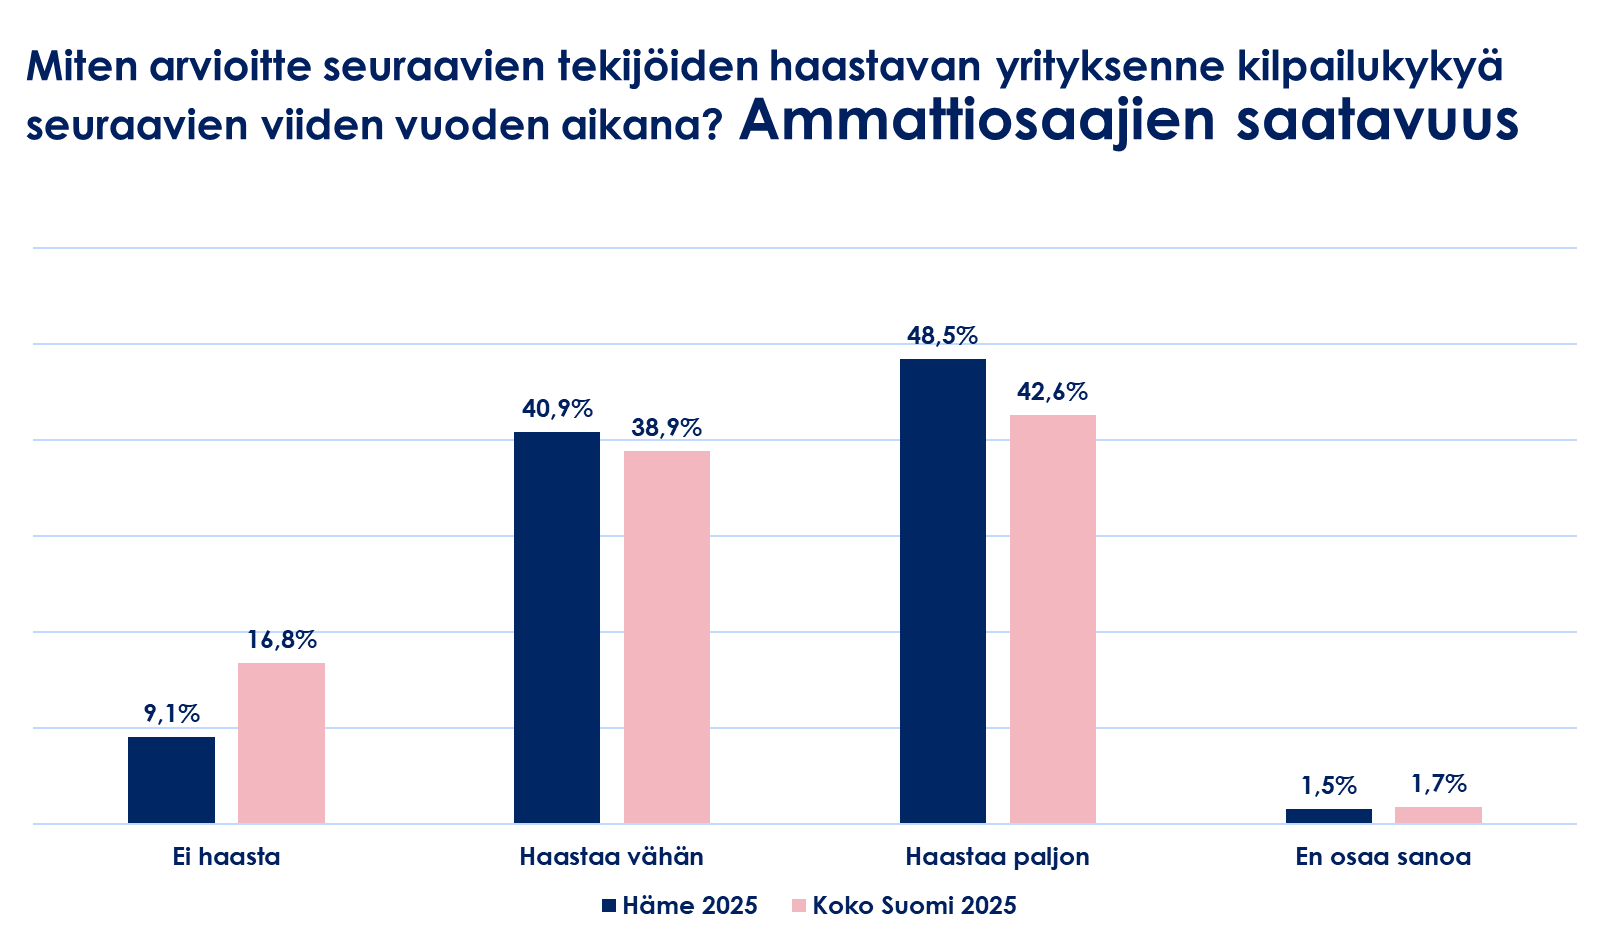 Miten arvioitte seuraavien tekijöiden haastavan yrityksenne kilpailukykyä
seuraavien viiden vuoden aikana? Ammattiosaajien saatavuus
9,1%
16,8%
40,9%
38,9%
48,5%
42,6%
1,5%
1,7%
Ei haasta
Haastaa vähän
Haastaa paljon
En osaa sanoa
Häme 2025
Koko Suomi 2025